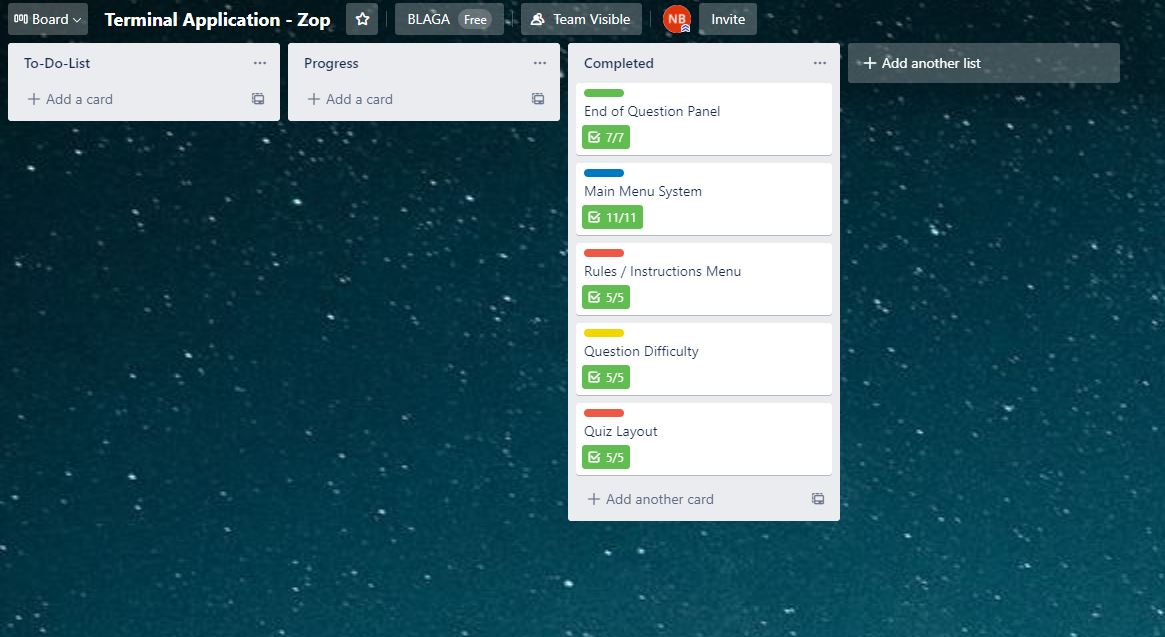 Board
Terminal Application - Zop
BLAGA Free
Team Visible
NB
Invite
To-Do-List
Add a card
Progress
Add a card
Completed
End of Question Panel
7/7
Main Menu System
11/11
Rules / Instructions Menu
5/5
Question Difficulty
5/5
Quiz Layout
5/5
Add another card
Add another list